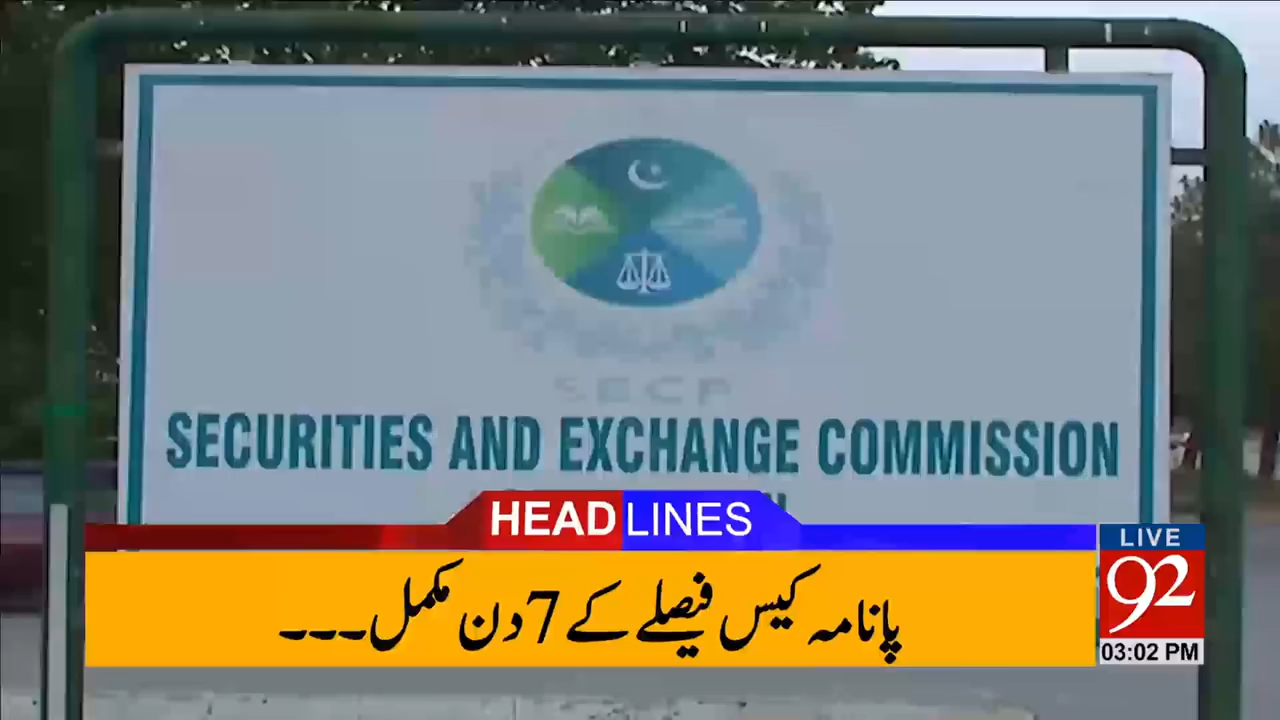 SECP
SECURITIES AND EXCHANGE COMMISSION
HEADLINES
پانامہ کیس فیصلے کے 7 دن مکمل ۔۔۔
LIVE
92
03:02 PM